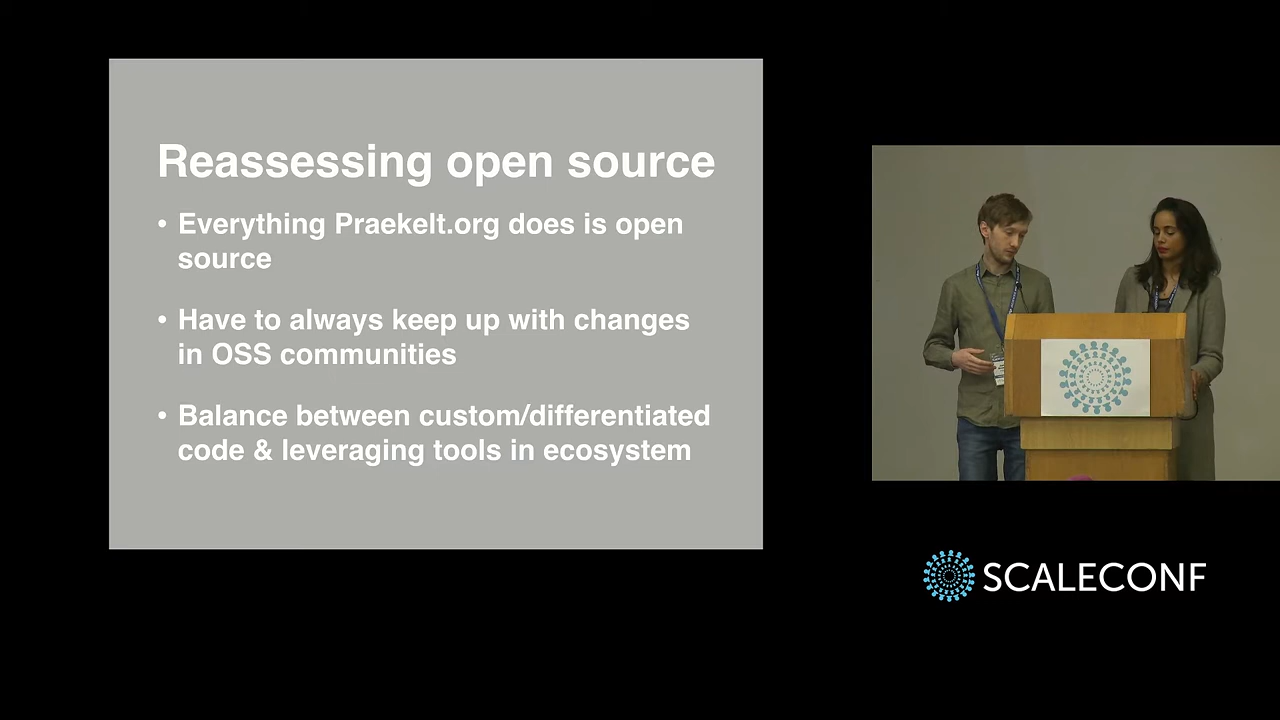 Reassessing open source
• Everything Praekelt.org does is open
source
• Have to always keep up with changes
in OSS communities
• Balance between custom/differentiated
code & leveraging tools in ecosystem
SCALECONF